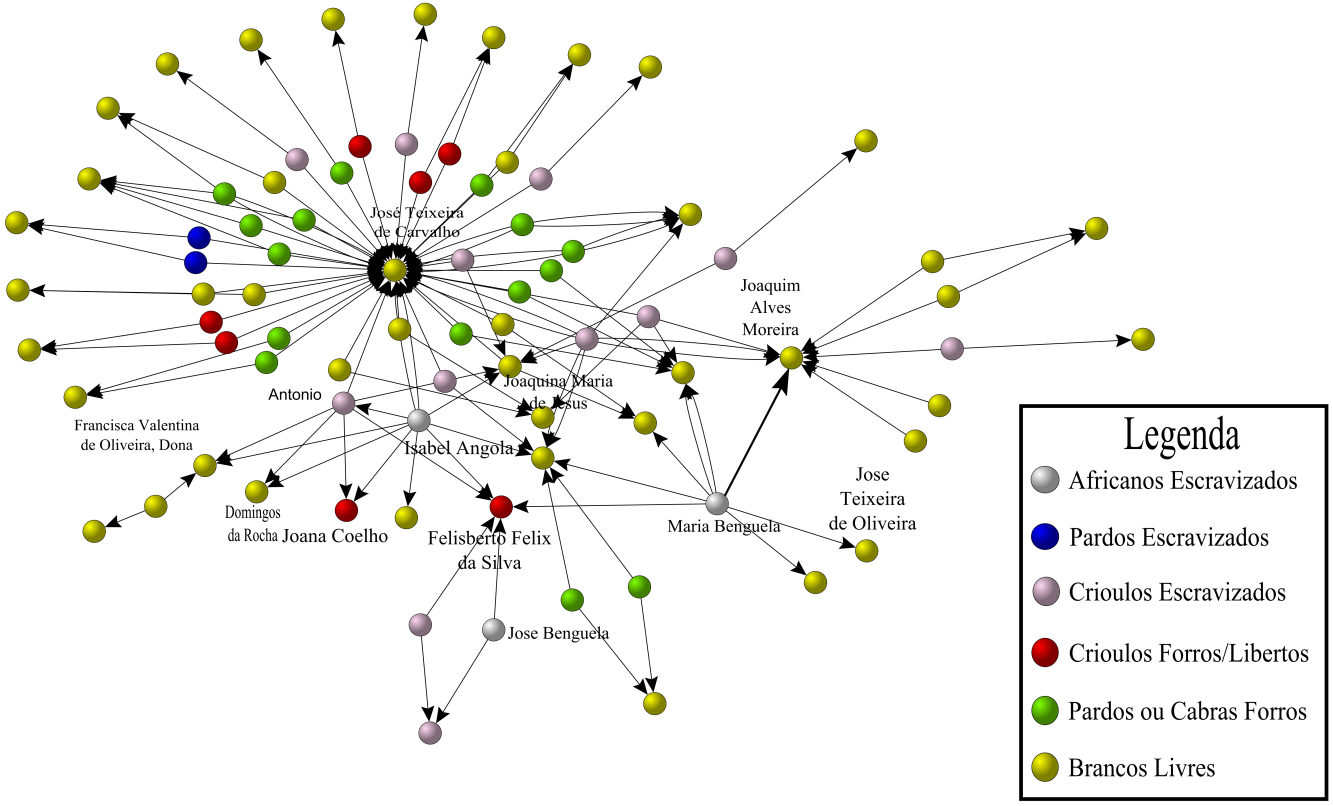 José Teixeira
de Carvalho
Joaquim
Alves
Moreira
Joaquina Maria
de Jesus
Antonio
Francisca Valentina
de Oliveira, Dona
Isabel Angola
Domingos
da Rocha
Joana Coelho
Felisberto Felix
da Silva
Maria Benguela
Jose
Teixeira
de Oliveira
Jose Benguela
Legenda
Africanos Escravizados
Pardos Escravizados
Crioulos Escravizados
Crioulos Forros/Libertos
Pardos ou Cabras Forros
Brancos Livres